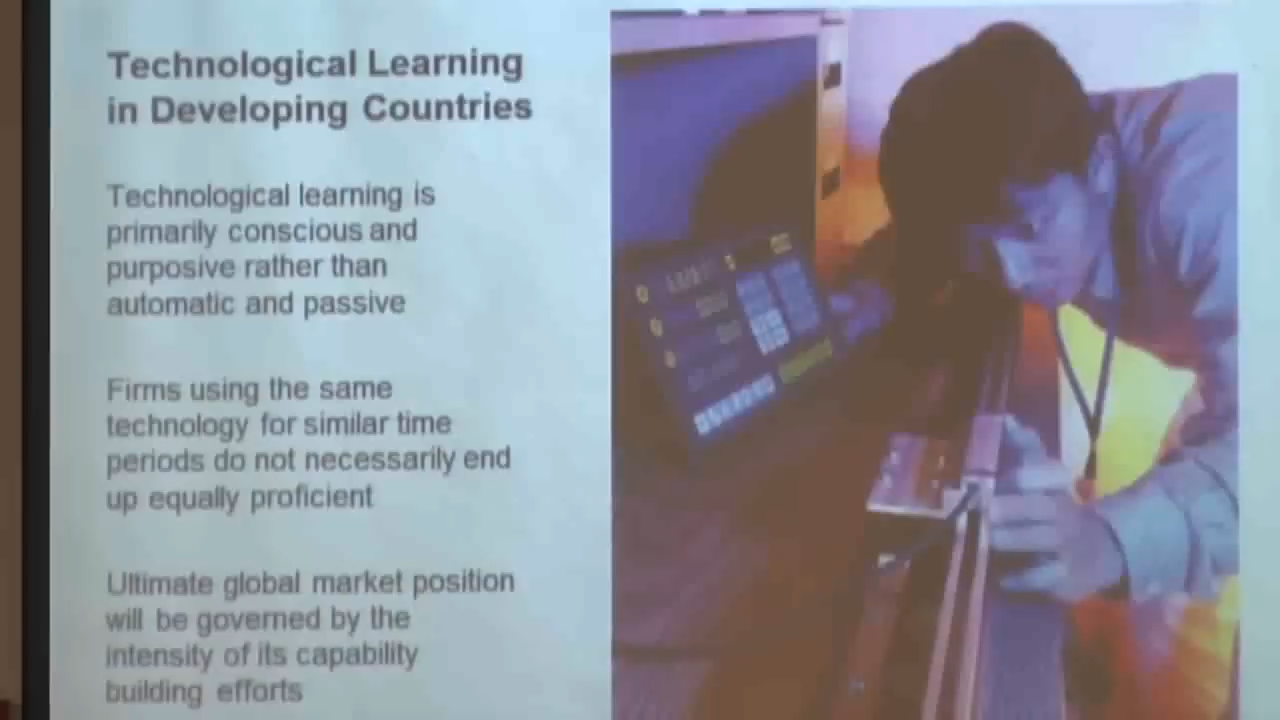 Technological Learning
in Developing Countries
Technological learning is
primarily conscious and
purposive rather than
automatic and passive
Firms using the same
technology for similar time
periods do not necessarily end
up equally proficient
Ultimate global market position
will be governed by the
intensity of its capability
building efforts